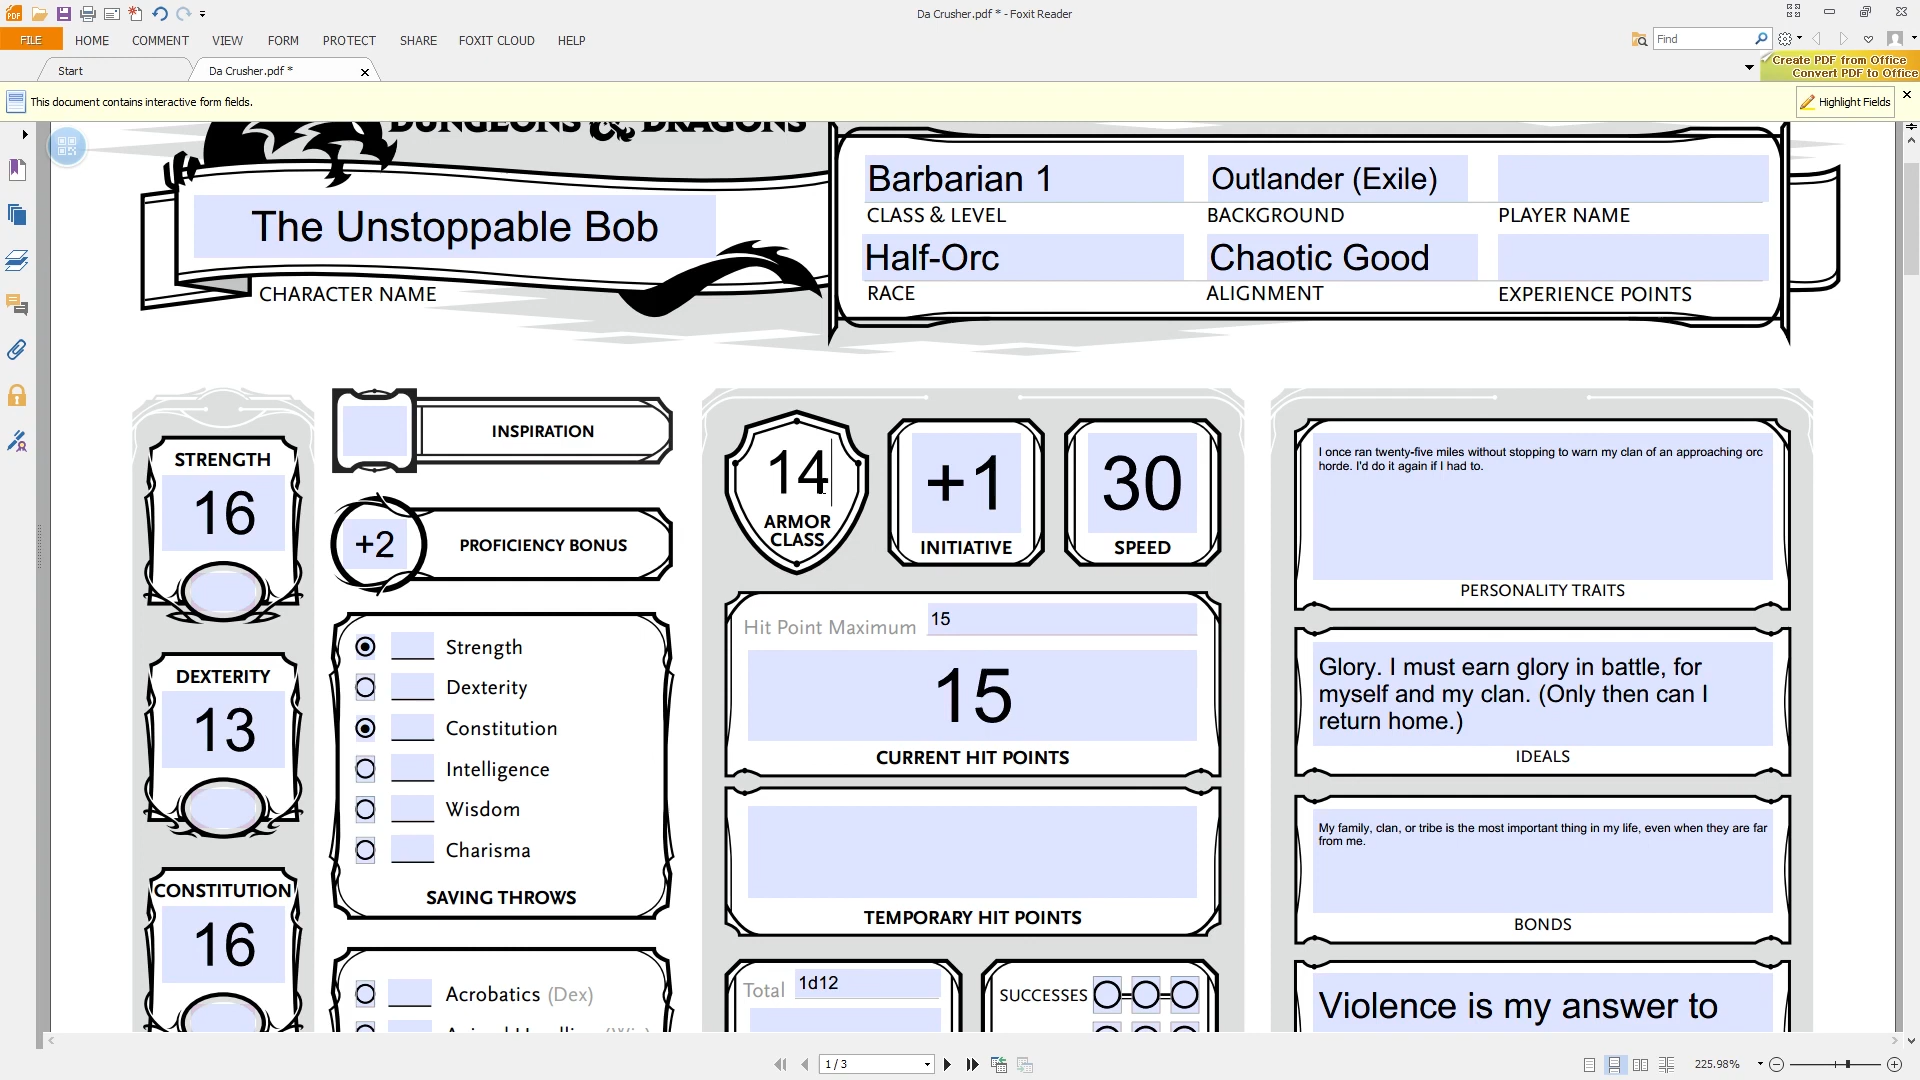 Da Crusher.pdf * - Foxit Reader
FILE HOME COMMENT VIEW FORM PROTECT SHARE FOXIT CLOUD HELP
Find
Start
Da Crusher.pdf *
Create PDF from Office
Convert PDF to Office
This document contains interactive form fields.
Highlight Fields
DUNGEONS & DRAGONS
The Unstoppable Bob
CHARACTER NAME
Barbarian 1
Outlander (Exile)
CLASS & LEVEL
BACKGROUND
PLAYER NAME
Half-Orc
Chaotic Good
RACE
ALIGNMENT
EXPERIENCE POINTS
STRENGTH
16
DEXTERITY
13
CONSTITUTION
16
INSPIRATION
+2
PROFICIENCY BONUS
Strength
Dexterity
Constitution
Intelligence
Wisdom
Charisma
SAVING THROWS
Acrobatics (Dex)
14
ARMOR
CLASS
+1
INITIATIVE
30
SPEED
Hit Point Maximum 15
15
CURRENT HIT POINTS
TEMPORARY HIT POINTS
Total 1d12
SUCCESSES
I once ran twenty-five miles without stopping to warn my clan of an approaching orc
horde. I'd do it again if I had to.
PERSONALITY TRAITS
Glory. I must earn glory in battle, for
myself and my clan. (Only then can I
return home.)
IDEALS
My family, clan, or tribe is the most important thing in my life, even when they are far
from me.
BONDS
Violence is my answer to
1 / 3
225.98%